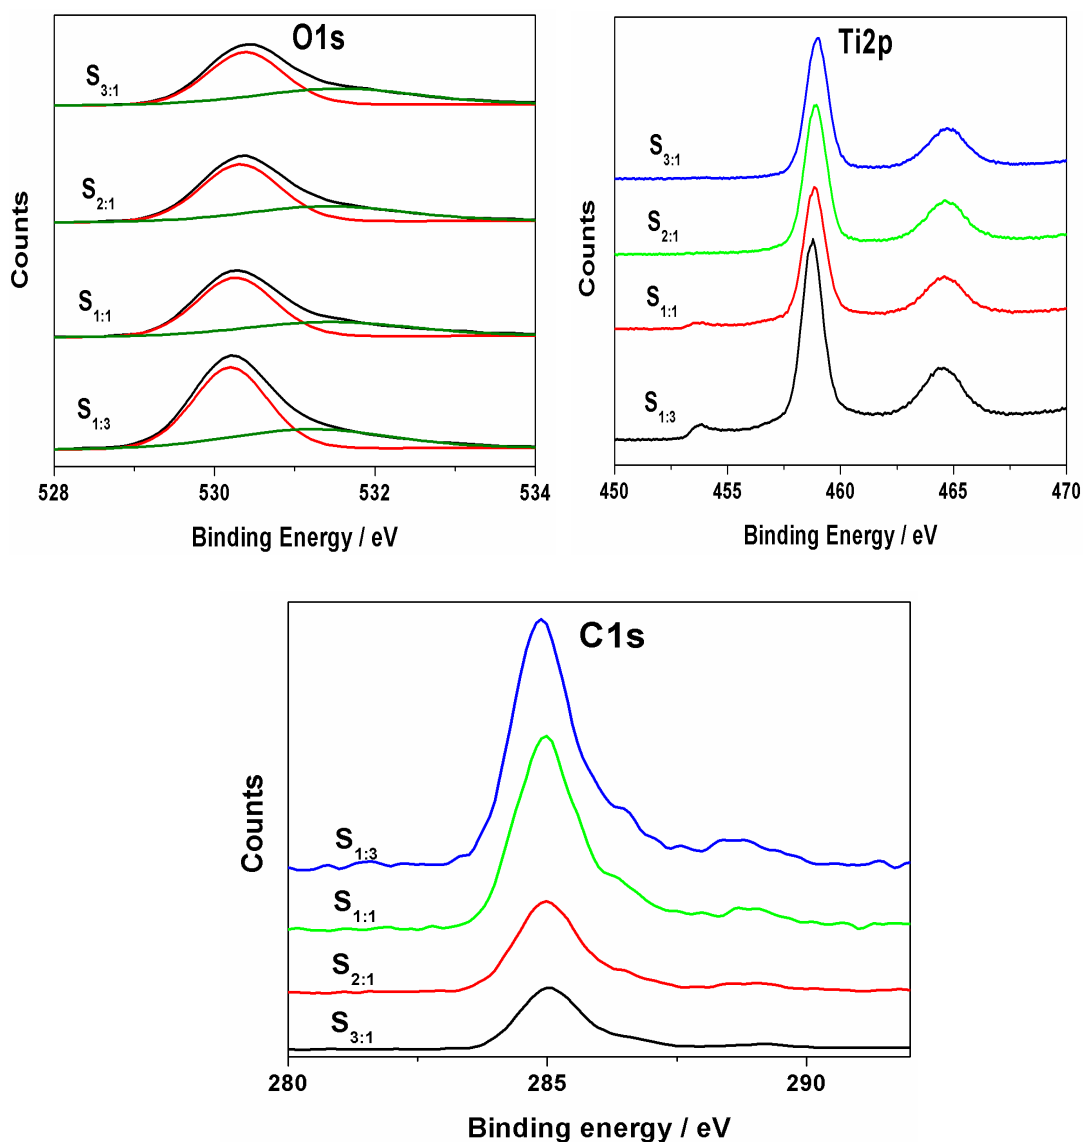 O1s
S3:1
S2:1
S1:1
S1:3
Counts
528 530 532 534
Binding Energy / eV
Ti2p
S3:1
S2:1
S1:1
S1:3
Counts
450 455 460 465 470
Binding Energy / eV
C1s
S1:3
S1:1
S2:1
S3:1
Counts
280 285 290
Binding energy / eV